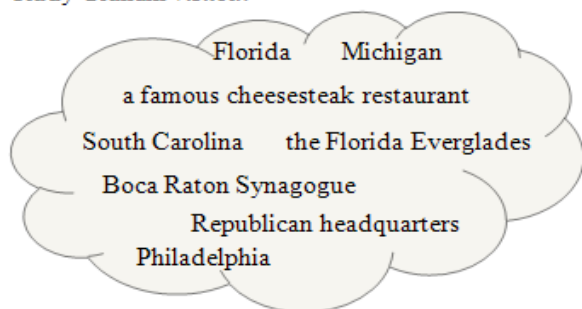 Florida Michigan
a famous cheesesteak restaurant
South Carolina the Florida Everglades
Boca Raton Synagogue
Republican headquarters
Philadelphia